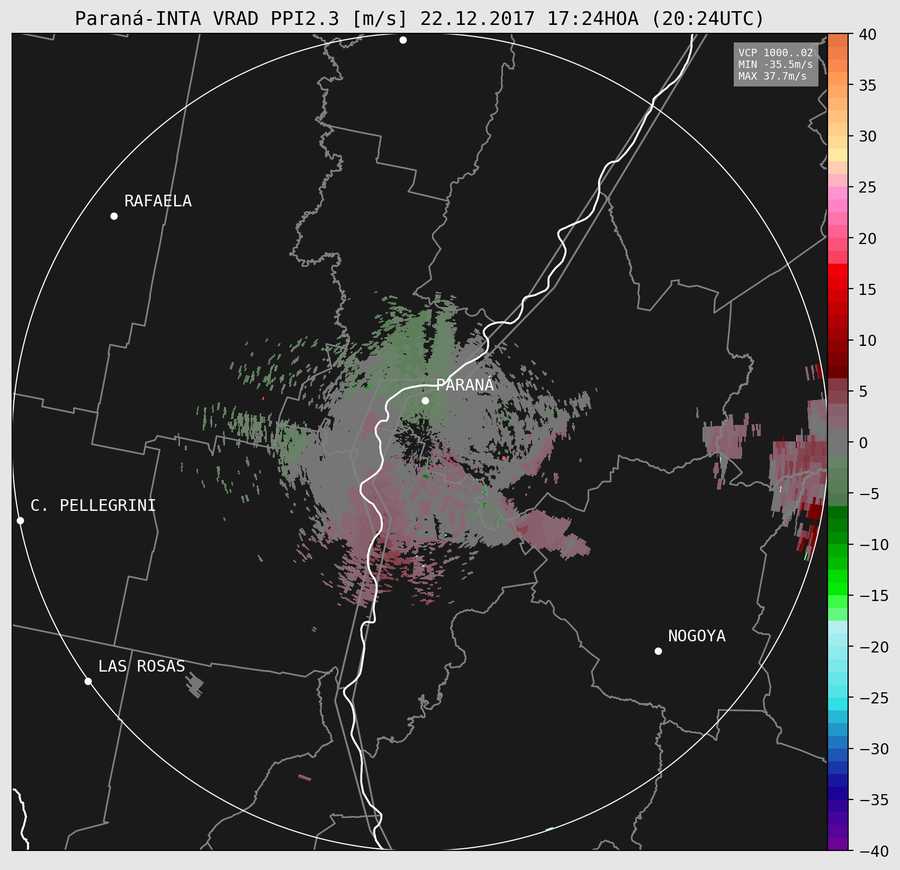 Paraná-INTA VRAD PPI2.3 [m/s] 22.12.2017 17:24HOA (20:24UTC)
VCP 1000..02
MIN -35.5m/s
MAX 37.7m/s
RAFAELA
PARANÁ
C. PELLEGRINI
NOGOYA
LAS ROSAS
40
35
30
25
20
15
10
5
0
−5
−10
−15
−20
−25
−30
−35
−40